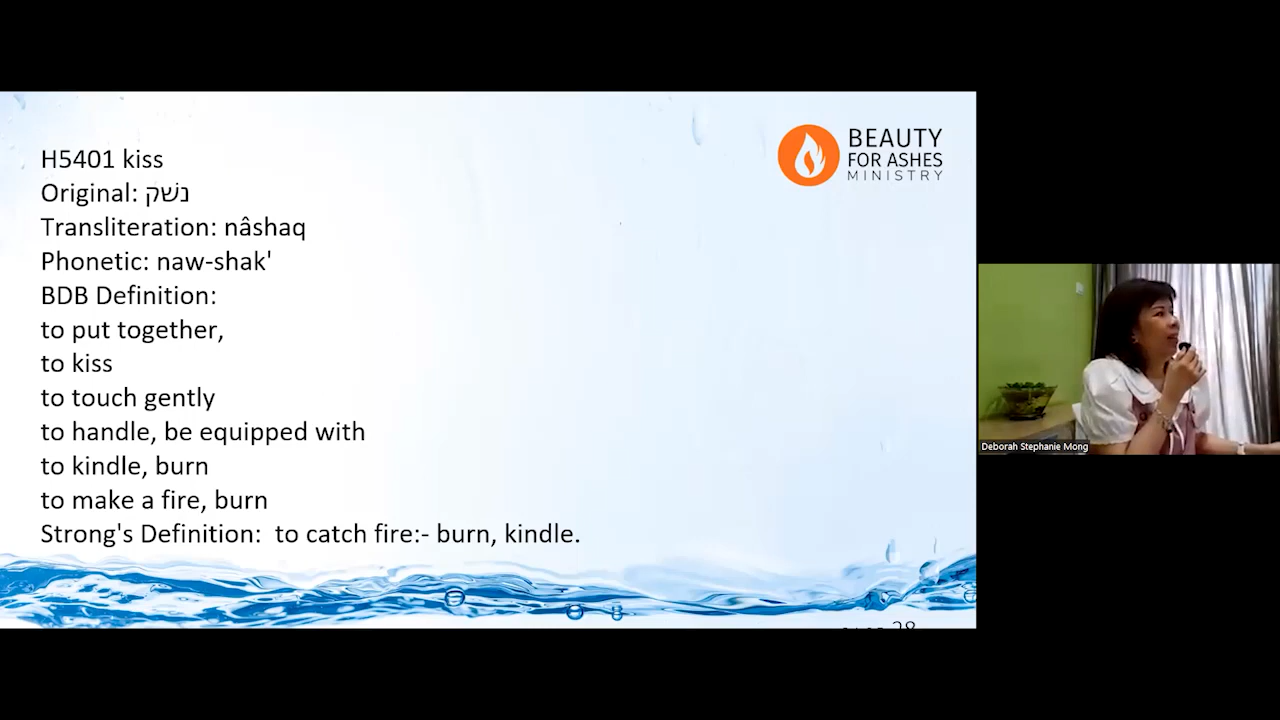 H5401 kiss
Original: נשׁק
Transliteration: nâshaq
Phonetic: naw-shak'
BDB Definition:
to put together,
to kiss
to touch gently
to handle, be equipped with
to kindle, burn
to make a fire, burn
Strong's Definition:  to catch fire:- burn, kindle.
BEAUTY
FOR ASHES
MINISTRY
Deborah Stephanie Mong